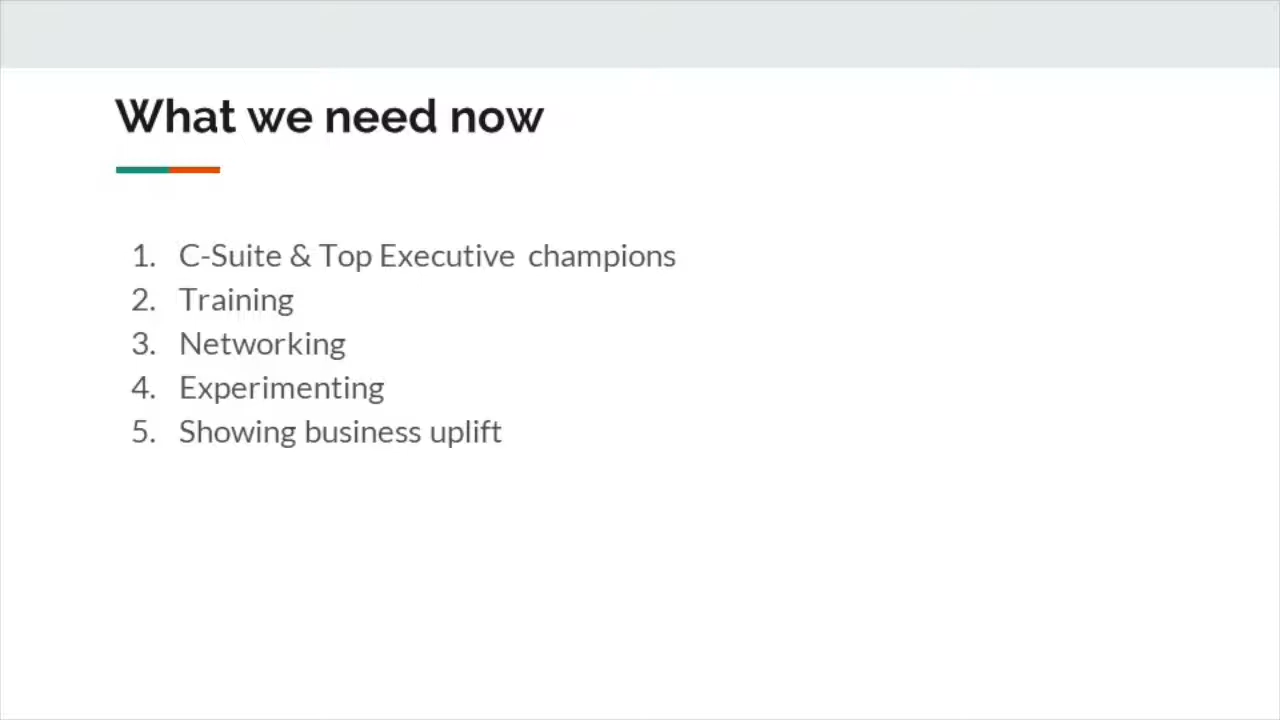 What we need now
1. C-Suite & Top Executive champions
2. Training
3. Networking
4. Experimenting
5. Showing business uplift